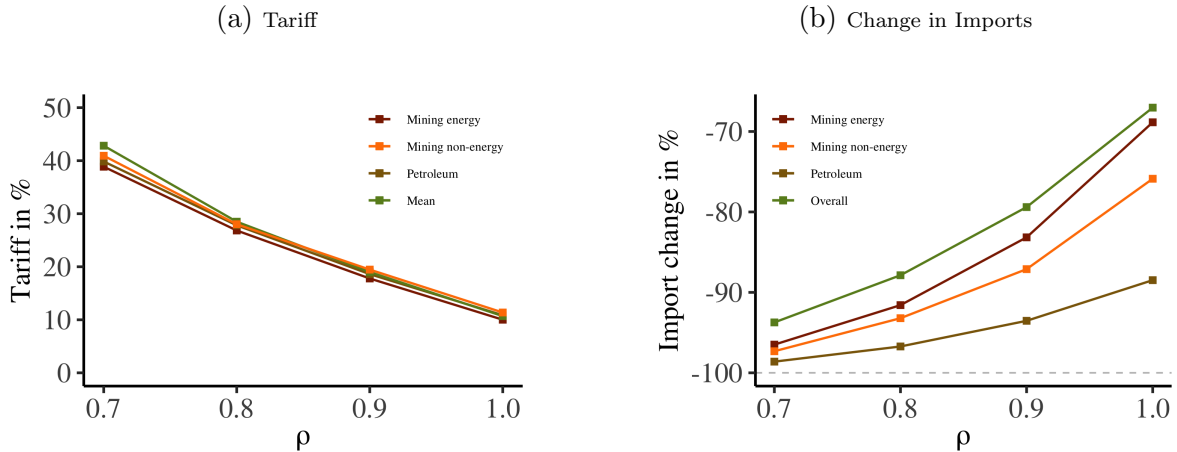 (a) Tariff
Tariff in %
50
40
30
20
10
0
Mining energy
Mining non-energy
Petroleum
Mean
0.7 0.8 0.9 1.0
ρ
(b) Change in Imports
Import change in %
-70
-80
-90
-100
Mining energy
Mining non-energy
Petroleum
Overall
0.7 0.8 0.9 1.0
ρ